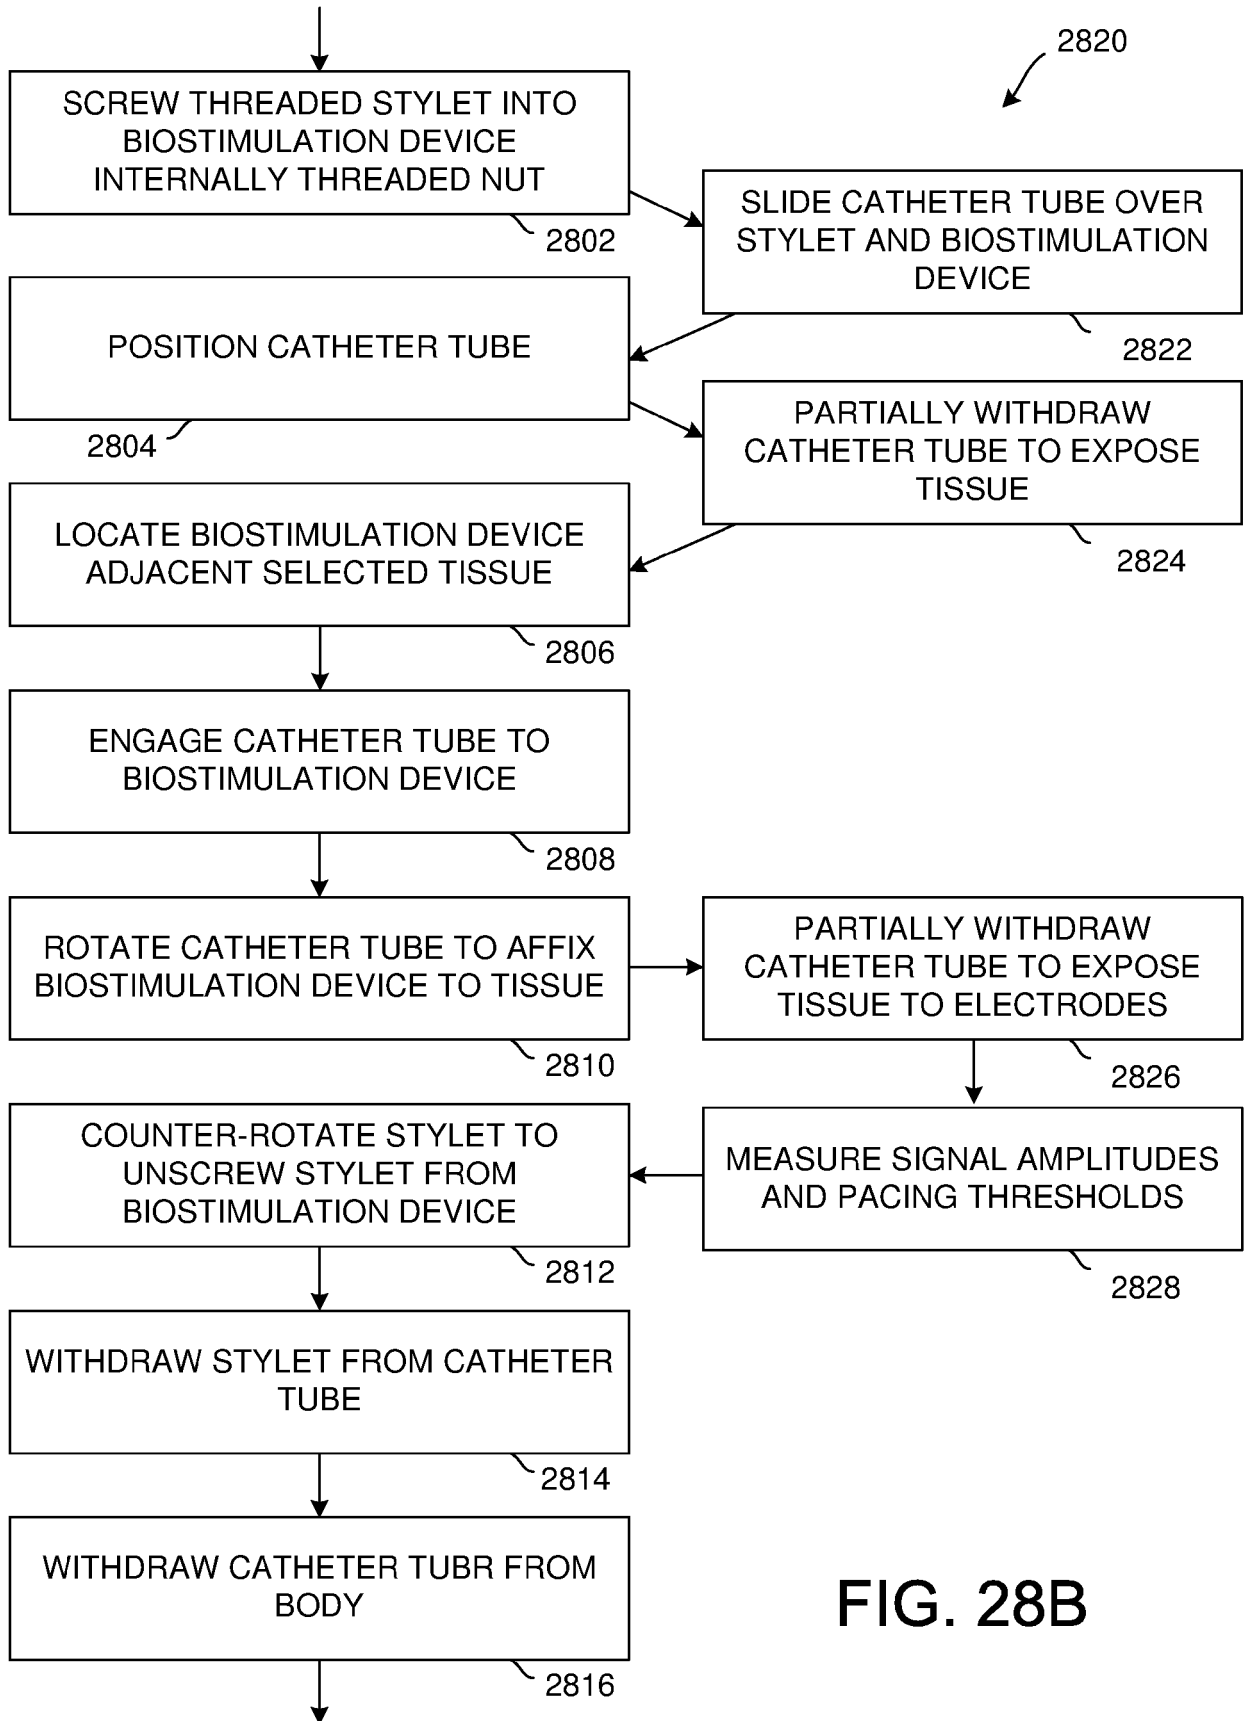 2820
SCREW THREADED STYLET INTO
BIOSTIMULATION DEVICE
INTERNALLY THREADED NUT
2802
SLIDE CATHETER TUBE OVER
STYLET AND BIOSTIMULATION
DEVICE
2822
POSITION CATHETER TUBE
2804
PARTIALLY WITHDRAW
CATHETER TUBE TO EXPOSE
TISSUE
2824
LOCATE BIOSTIMULATION DEVICE
ADJACENT SELECTED TISSUE
2806
ENGAGE CATHETER TUBE TO
BIOSTIMULATION DEVICE
2808
ROTATE CATHETER TUBE TO AFFIX
BIOSTIMULATION DEVICE TO TISSUE
2810
PARTIALLY WITHDRAW
CATHETER TUBE TO EXPOSE
TISSUE TO ELECTRODES
2826
MEASURE SIGNAL AMPLITUDES
AND PACING THRESHOLDS
2828
COUNTER-ROTATE STYLET TO
UNSCREW STYLET FROM
BIOSTIMULATION DEVICE
2812
WITHDRAW STYLET FROM CATHETER
TUBE
2814
WITHDRAW CATHETER TUBR FROM
BODY
2816
FIG. 28B